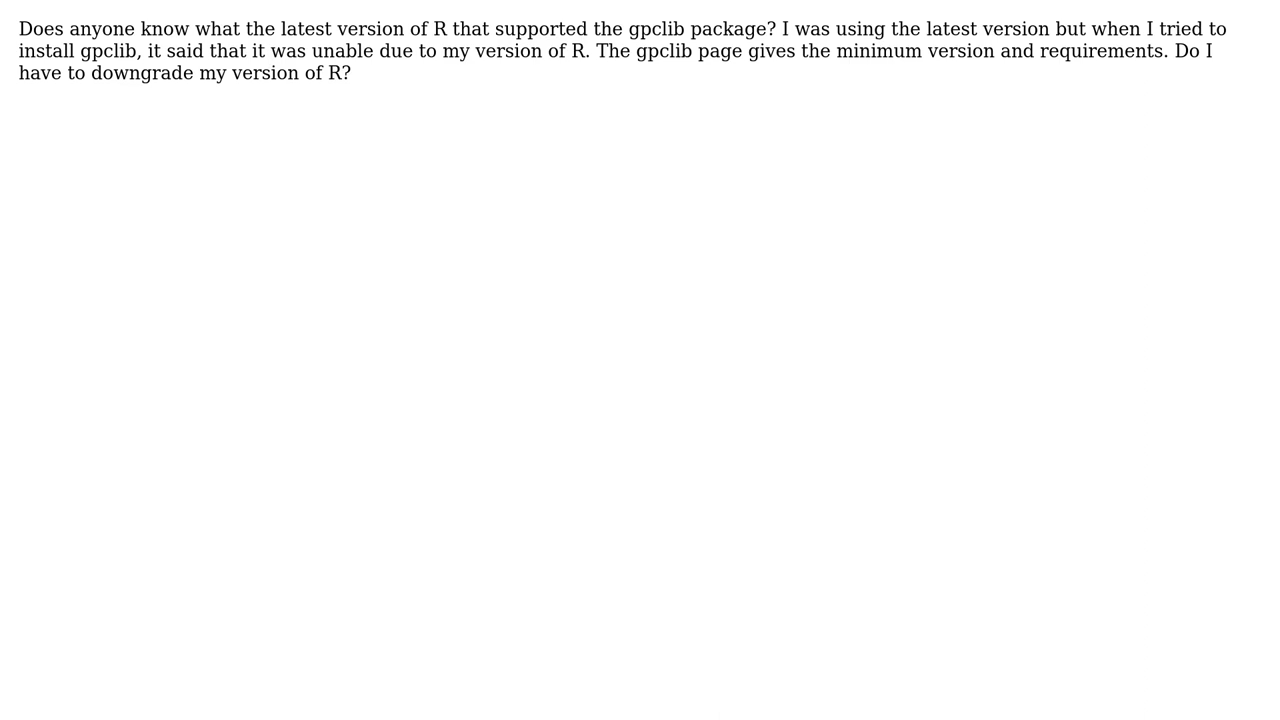 Does anyone know what the latest version of R that supported the gpclib package? I was using the latest version but when I tried to
install gpclib, it said that it was unable due to my version of R. The gpclib page gives the minimum version and requirements. Do I
have to downgrade my version of R?